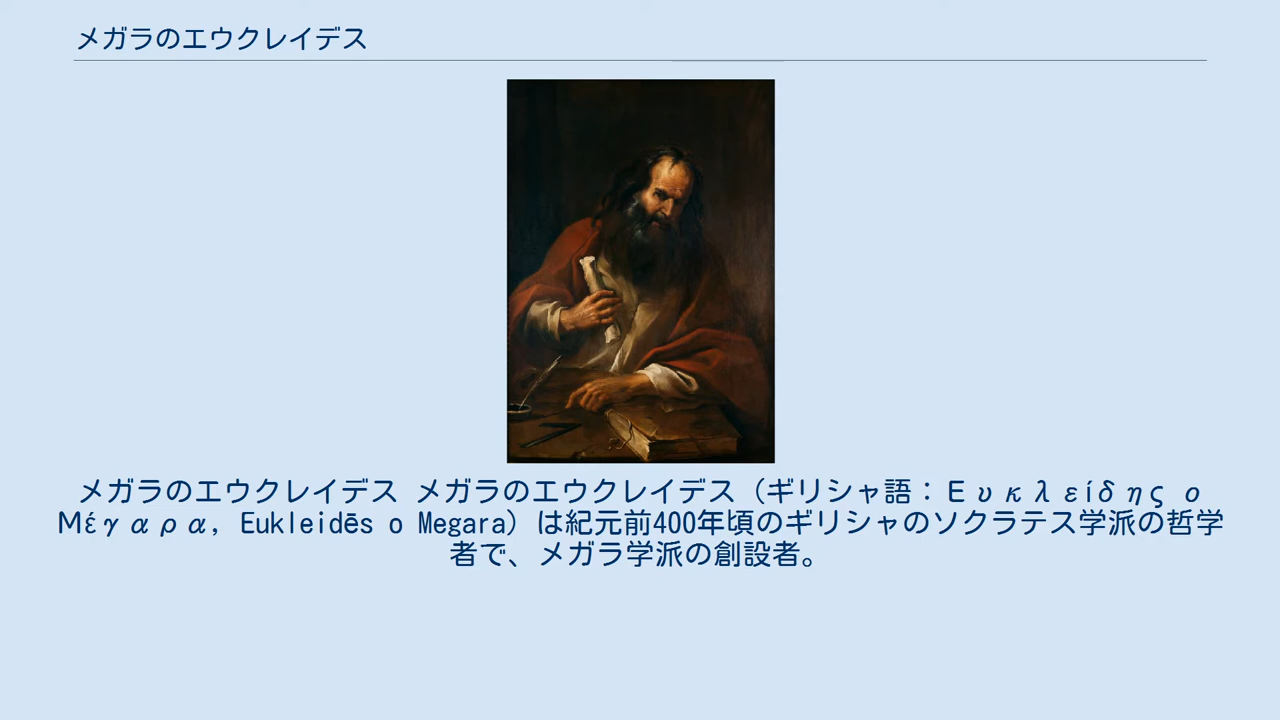 メガラのエウクレイデス
メガラのエウクレイデス メガラのエウクレイデス（ギリシャ語：Ευκλείδης ο
Μέγαρα, Eukleidēs o Megara）は紀元前400年頃のギリシャのソクラテス学派の哲学
者で、メガラ学派の創設者。